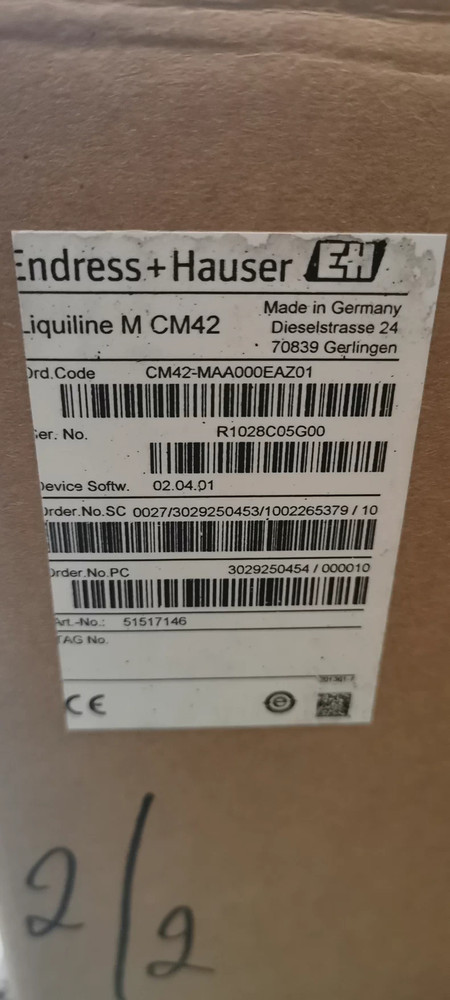 Endress+Hauser EH
Liquiline M CM42
Made in Germany
Dieselstrasse 24
70839 Gerlingen
Ord.Code CM42-MAA000EAZ01
Ser. No. R1028C05G00
Device Softw. 02.04.01
Order.No.SC 0027/3029250453/1002265379 / 10
Order.No.PC 3029250454 / 000010
Art.-No.: 51517146
TAG No.
CE
2/2